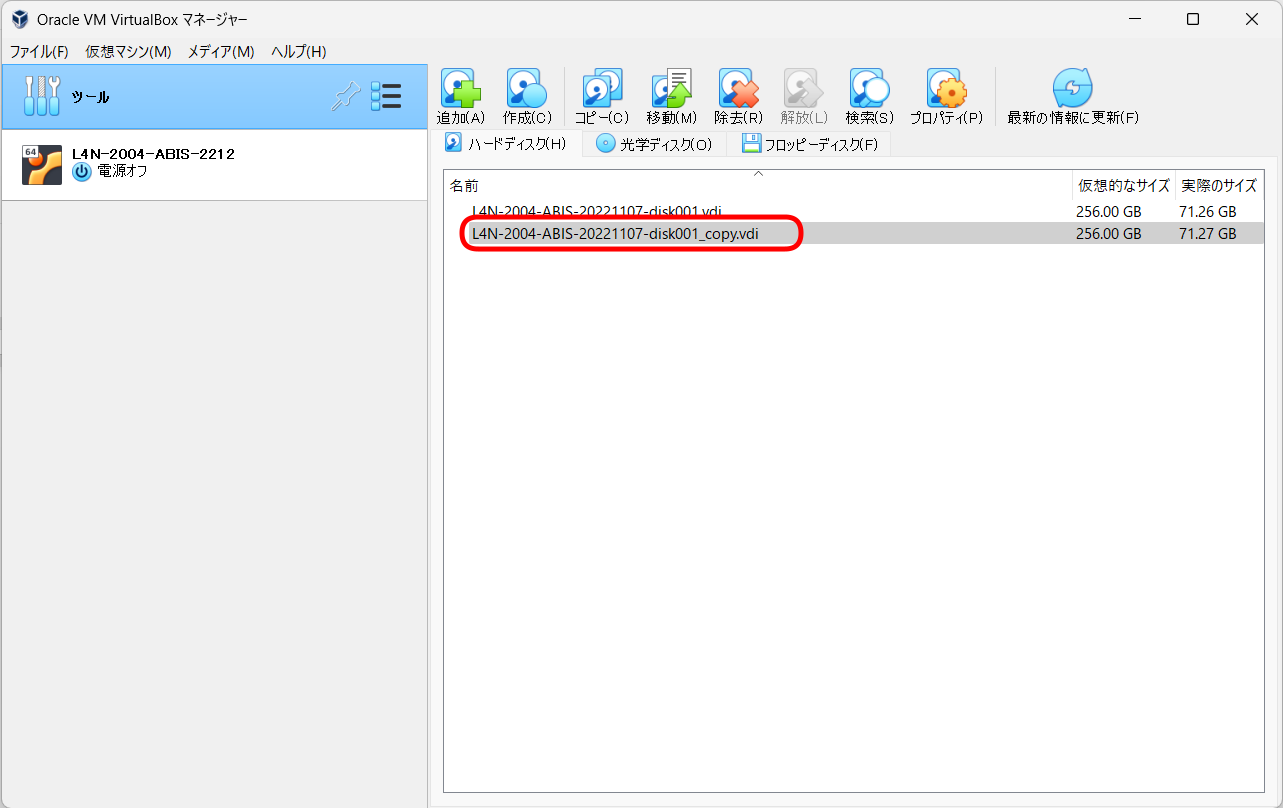 Oracle VM VirtualBox マネージャー
ファイル(F) 仮想マシン(M) メディア(M) ヘルプ(H)
ツール
64
L4N-2004-ABIS-2212
電源オフ
追加(A) 作成(C) コピー(C) 移動(M) 除去(R) 解放(L) 検索(S) プロパティ(P) 最新の情報に更新(F)
ハードディスク(H) 光学ディスク(O) フロッピーディスク(F)
名前 仮想的なサイズ 実際のサイズ
L4N-2004-ABIS-20221107-disk001.vdi 256.00 GB 71.26 GB
L4N-2004-ABIS-20221107-disk001_copy.vdi 256.00 GB 71.27 GB